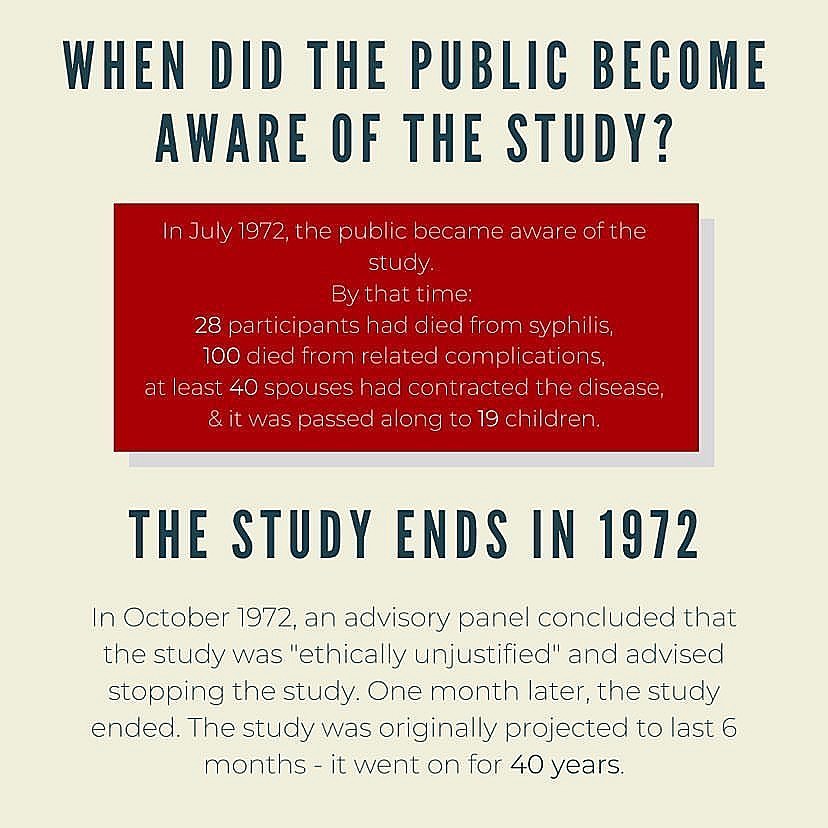 WHEN DID THE PUBLIC BECOME
AWARE OF THE STUDY?
In July 1972, the public became aware of the
study.
By that time:
28 participants had died from syphilis,
100 died from related complications,
at least 40 spouses had contracted the disease,
& it was passed along to 19 children.
THE STUDY ENDS IN 1972
In October 1972, an advisory panel concluded that
the study was "ethically unjustified" and advised
stopping the study. One month later, the study
ended. The study was originally projected to last 6
months - it went on for 40 years.